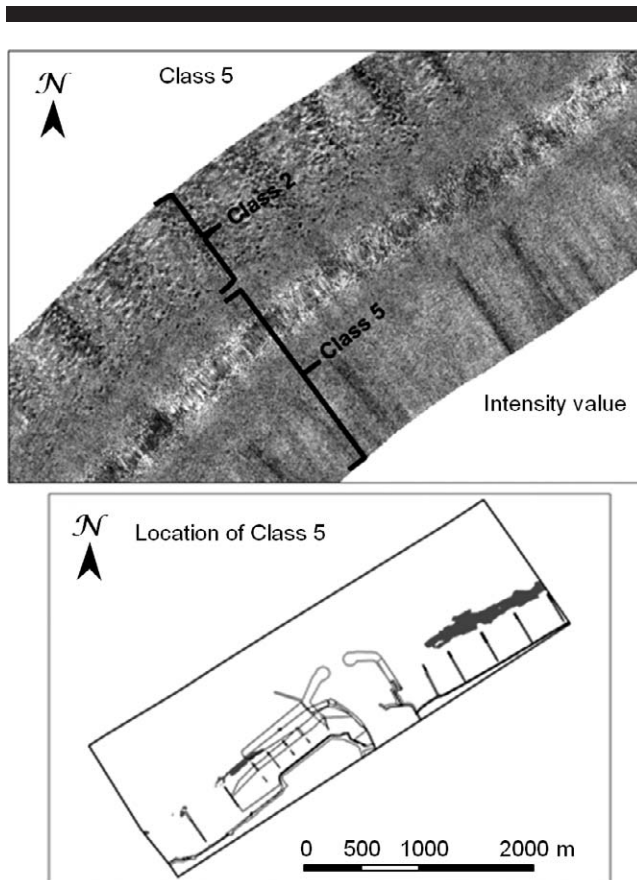 N
Class 5
Class 2
Class 5
Intensity value
N
Location of Class 5
0 500 1000 2000 m